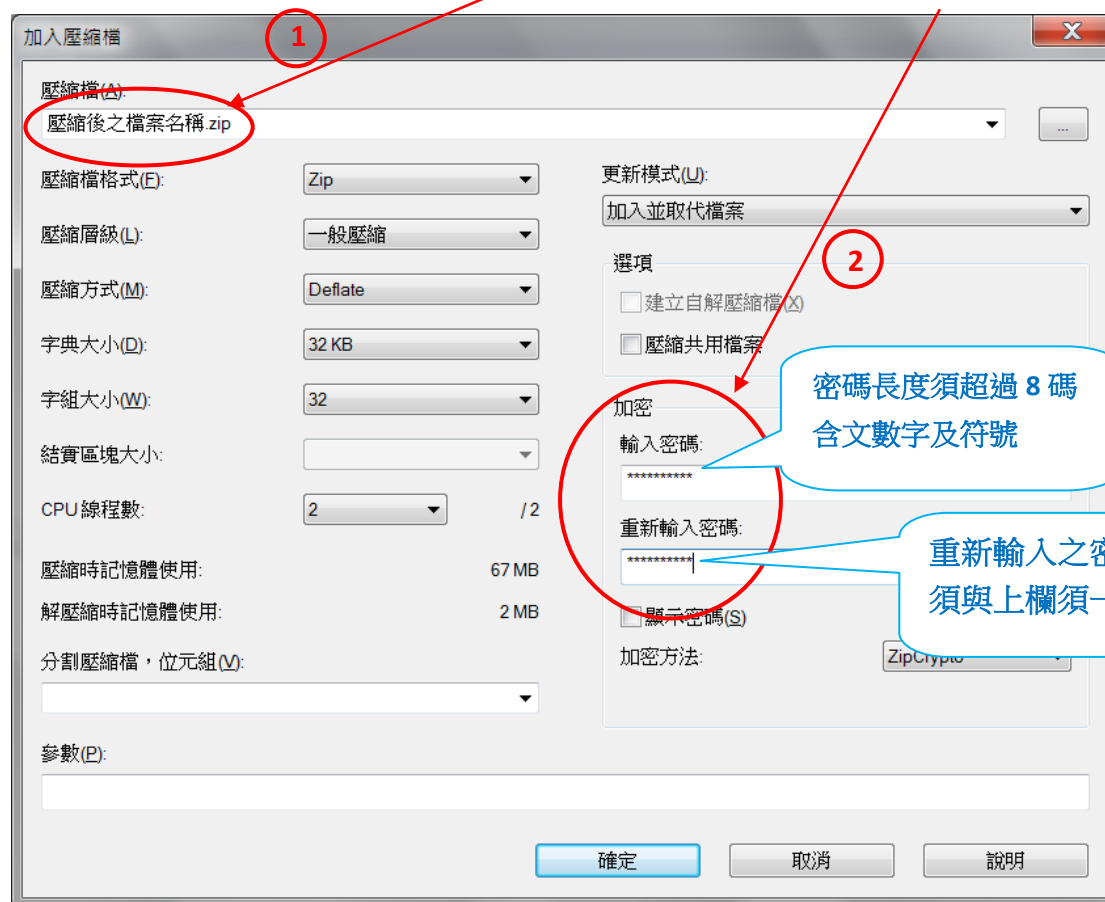 加入壓縮檔
1
壓縮檔(A):
壓縮後之檔案名稱.zip
...
壓縮檔格式(F):
Zip
壓縮層級(L):
一般壓縮
壓縮方式(M):
Deflate
字典大小(D):
32 KB
字組大小(W):
32
結實區塊大小:
CPU 線程數:
2
/ 2
壓縮時記憶體使用:
67 MB
解壓縮時記憶體使用:
2 MB
分割壓縮檔，位元組(V):
更新模式(U):
加入並取代檔案
2
選項
建立自解壓縮檔(X)
壓縮共用檔案
加密
輸入密碼:
**********
密碼長度須超過 8 碼
含文數字及符號
重新輸入密碼:
**********
重新輸入之密
須與上欄須一
顯示密碼(S)
加密方法:
ZipCrypto
參數(P):
確定
取消
說明